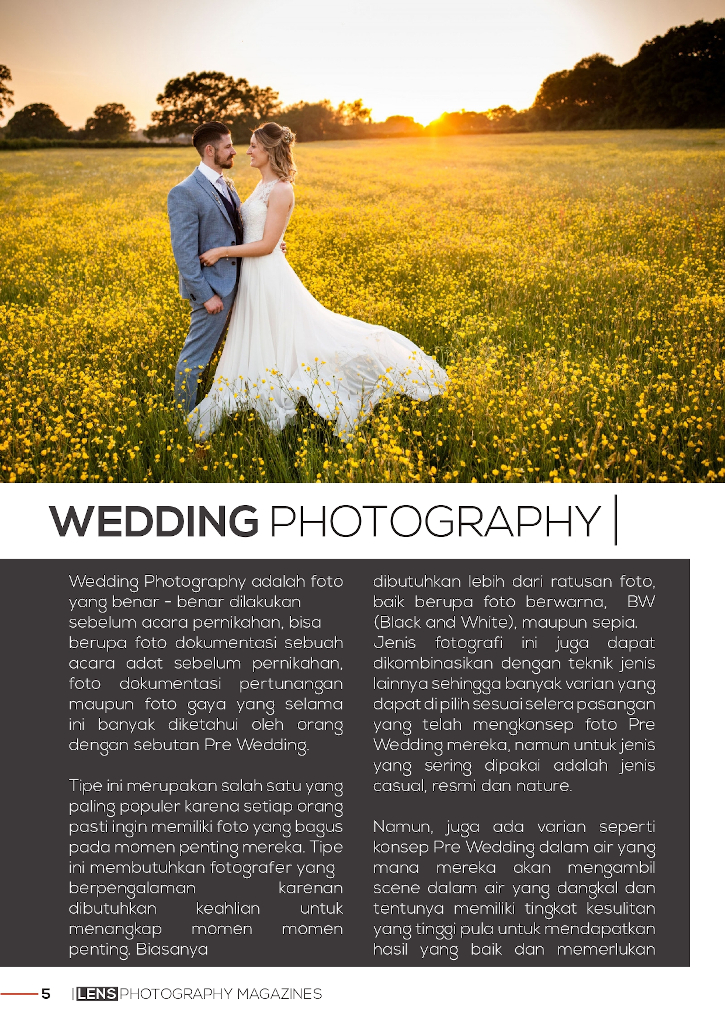 WEDDING PHOTOGRAPHY
Wedding Photography adalah foto
yang benar - benar dilakukan
sebelum acara pernikahan, bisa
berupa foto dokumentasi sebuah
acara adat sebelum pernikahan,
foto dokumentasi pertunangan
maupun foto gaya yang selama
ini banyak diketahui oleh orang
dengan sebutan Pre Wedding.
Tipe ini merupakan salah satu yang
paling populer karena setiap orang
pasti ingin memiliki foto yang bagus
pada momen penting mereka. Tipe
ini membutuhkan fotografer yang
berpengalaman karenan
dibutuhkan keahlian untuk
menangkap momen momen
penting. Biasanya
dibutuhkan lebih dari ratusan foto,
baik berupa foto berwarna, BW
(Black and White), maupun sepia.
Jenis fotografi ini juga dapat
dikombinasikan dengan teknik jenis
lainnya sehingga banyak varian yang
dapat di pilih sesuai selera pasangan
yang telah mengkonsep foto Pre
Wedding mereka, namun untuk jenis
yang sering dipakai adalah jenis
casual, resmi dan nature.
Namun, juga ada varian seperti
konsep Pre Wedding dalam air yang
mana mereka akan mengambil
scene dalam air yang dangkal dan
tentunya memiliki tingkat kesulitan
yang tinggi pula untuk mendapatkan
hasil yang baik dan memerlukan
5 |LENS PHOTOGRAPHY MAGAZINES